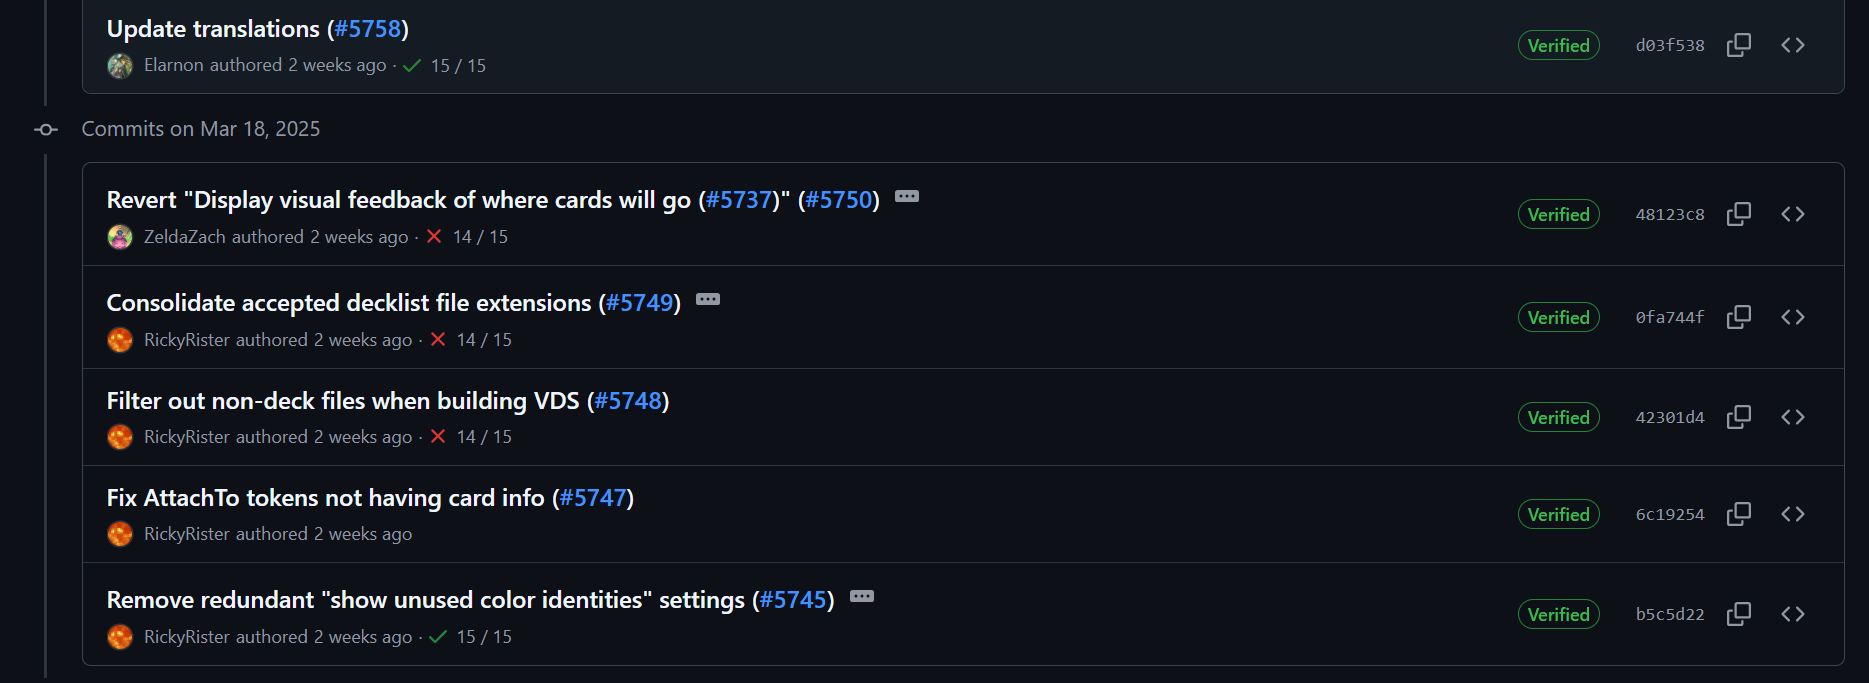 Update translations (#5758)
Elarnon authored 2 weeks ago · 15 / 15
Verified
d03f538
Commits on Mar 18, 2025
Revert "Display visual feedback of where cards will go (#5737)" (#5750)
ZeldaZach authored 2 weeks ago · 14 / 15
Verified
48123c8
Consolidate accepted decklist file extensions (#5749)
RickyRister authored 2 weeks ago · 14 / 15
Verified
0fa744f
Filter out non-deck files when building VDS (#5748)
RickyRister authored 2 weeks ago · 14 / 15
Verified
42301d4
Fix AttachTo tokens not having card info (#5747)
RickyRister authored 2 weeks ago
Verified
6c19254
Remove redundant "show unused color identities" settings (#5745)
RickyRister authored 2 weeks ago · 15 / 15
Verified
b5c5d22